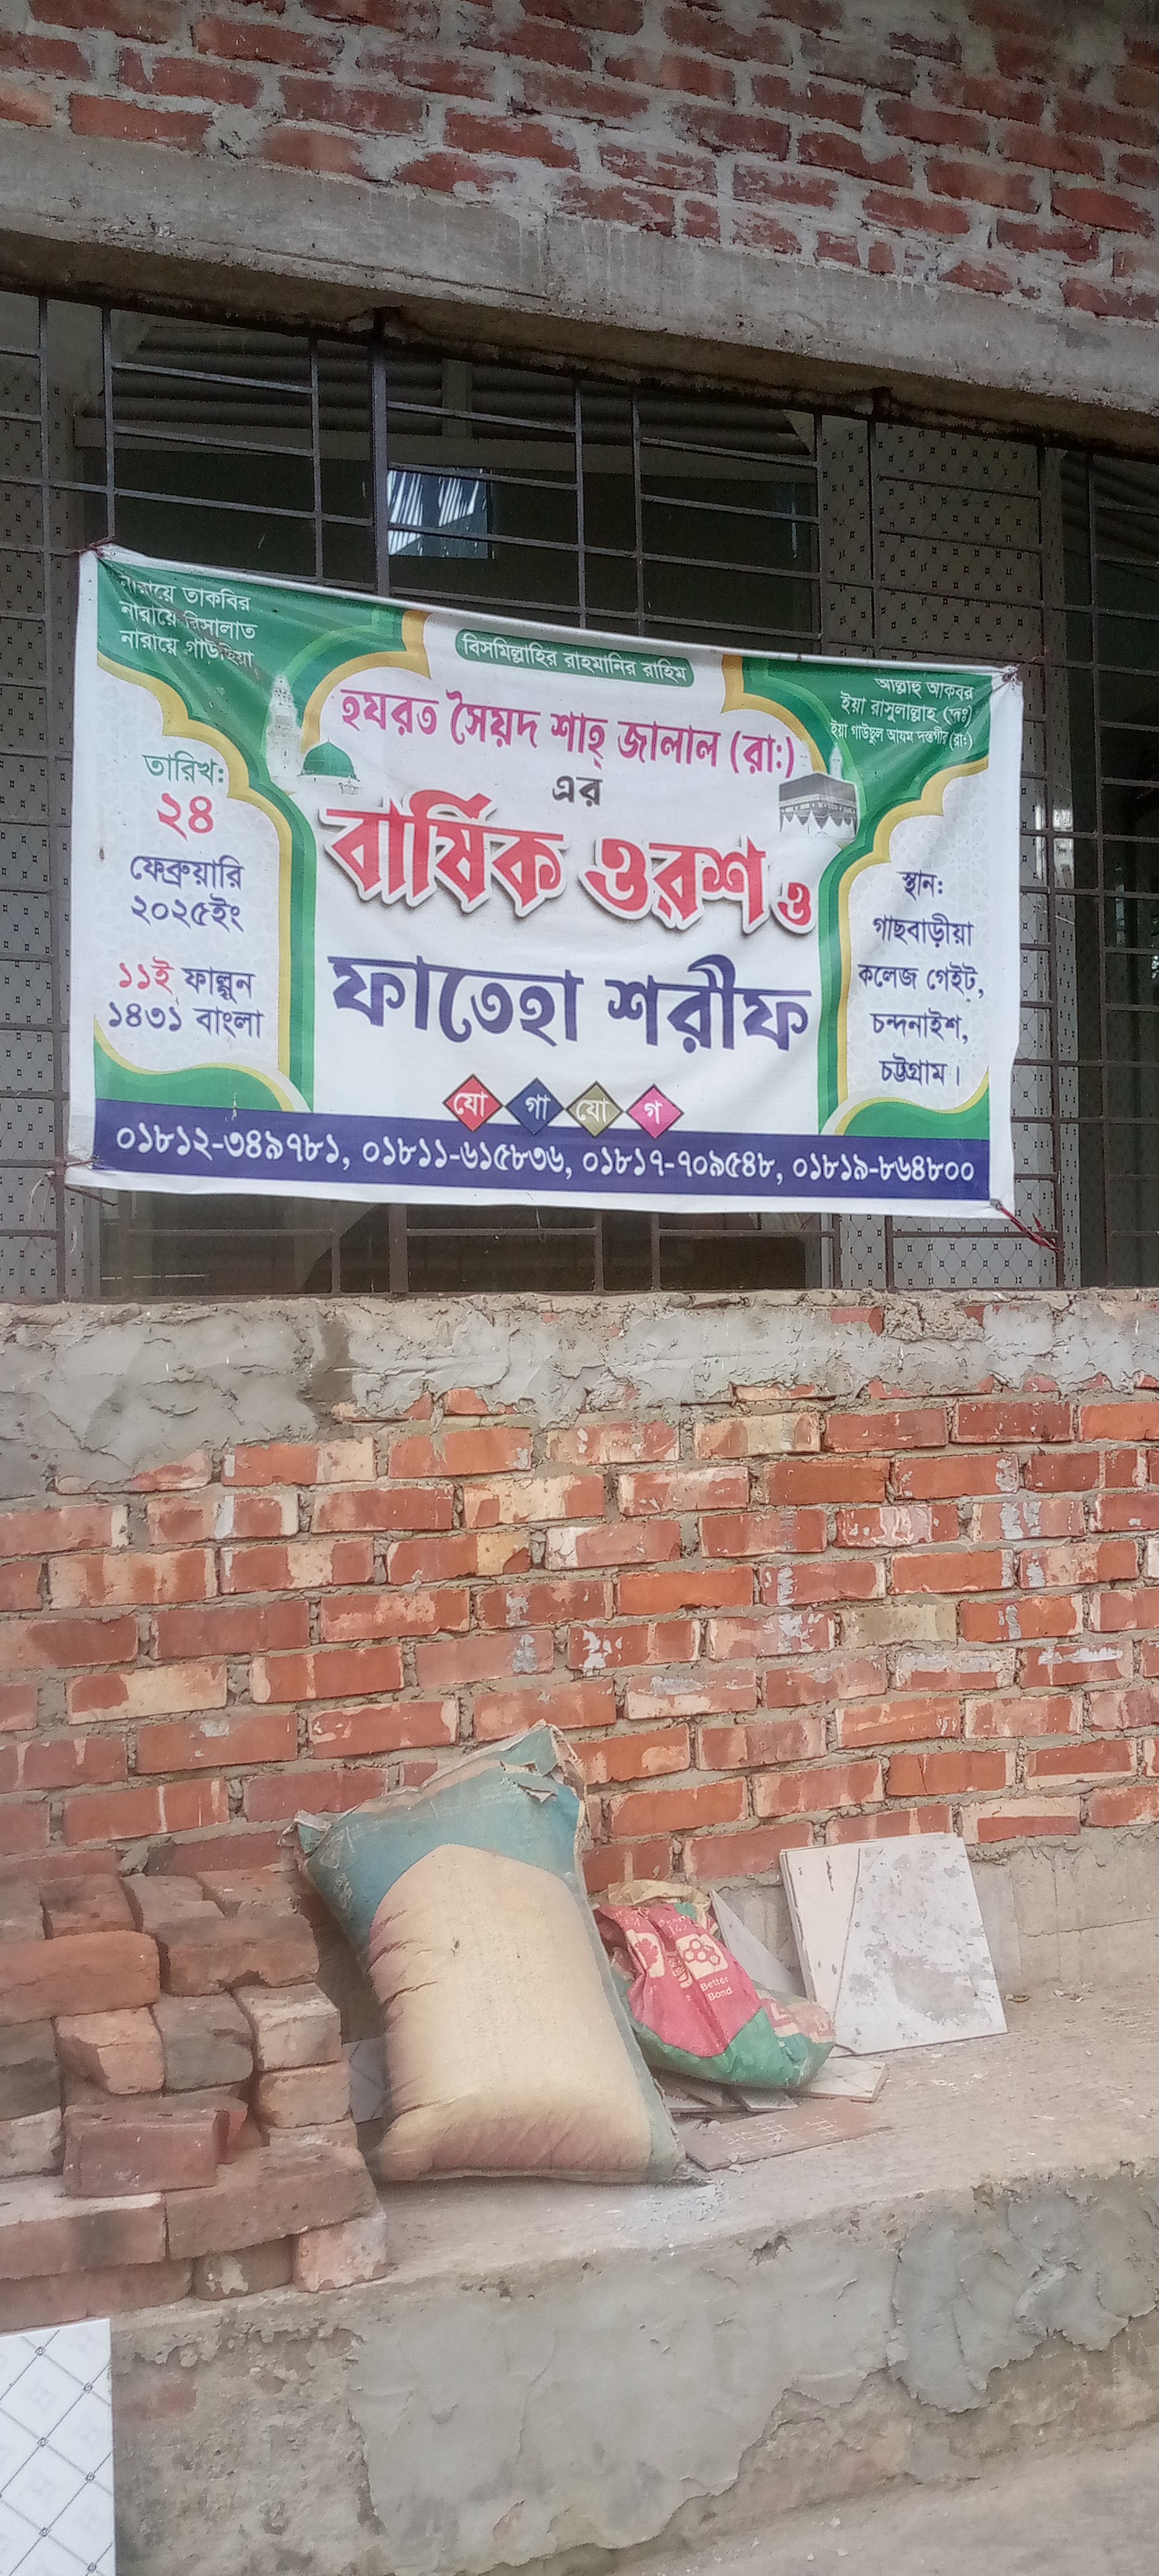 নারায়ে তাকবির
নারায়ে রিসালাত
নারায়ে গাউছিয়া
বিসমিল্লাহির রাহমানির রাহিম
আল্লাহু আকবর
ইয়া রাসুলাল্লাহ (দঃ)
ইয়া গাউছুল আযম দস্তগীর (রাঃ)
হযরত সৈয়দ শাহ্ জালাল (রা:)
এর
বার্ষিক ওরশ ও
ফাতেহা শরীফ
তারিখ:
২৪
ফেব্রুয়ারি
২০২৫ইং
১১ই ফাল্গুন
১৪৩১ বাংলা
স্থান:
গাছবাড়ীয়া
কলেজ গেইট,
চন্দনাইশ,
চট্টগ্রাম।
যো গা যো গ
০১৮১২-৩৪৯৭৮১, ০১৮১১-৬১৫৮৩৬, ০১৮১৭-৭০৯৫৪৮, ০১৮১৯-৮৬৪৮০০
Better
Bond